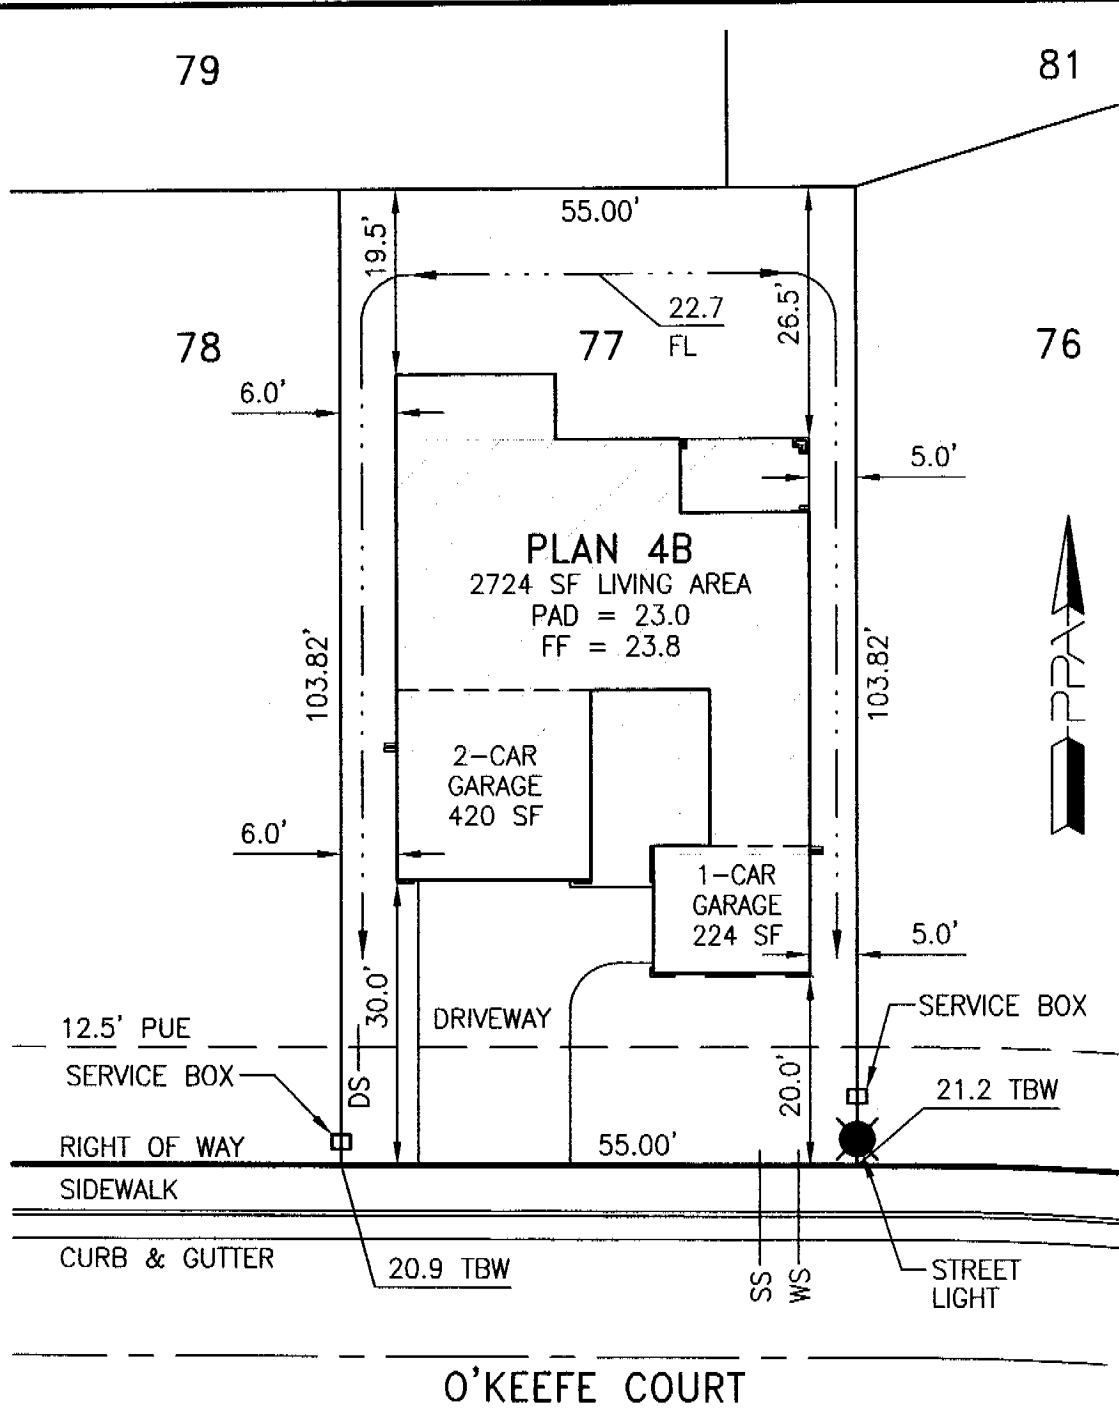 79
81
55.00'
19.5'
26.5'
22.7
FL
78
77
76
6.0'
5.0'
PLAN 4B
2724 SF LIVING AREA
PAD = 23.0
FF = 23.8
103.82'
103.82'
PPA
2-CAR
GARAGE
420 SF
6.0'
1-CAR
GARAGE
224 SF
5.0'
30.0'
DRIVEWAY
SERVICE BOX
12.5' PUE
SERVICE BOX
DS
20.0'
21.2 TBW
RIGHT OF WAY
55.00'
SIDEWALK
CURB & GUTTER
20.9 TBW
SS
WS
STREET
LIGHT
O'KEEFE COURT